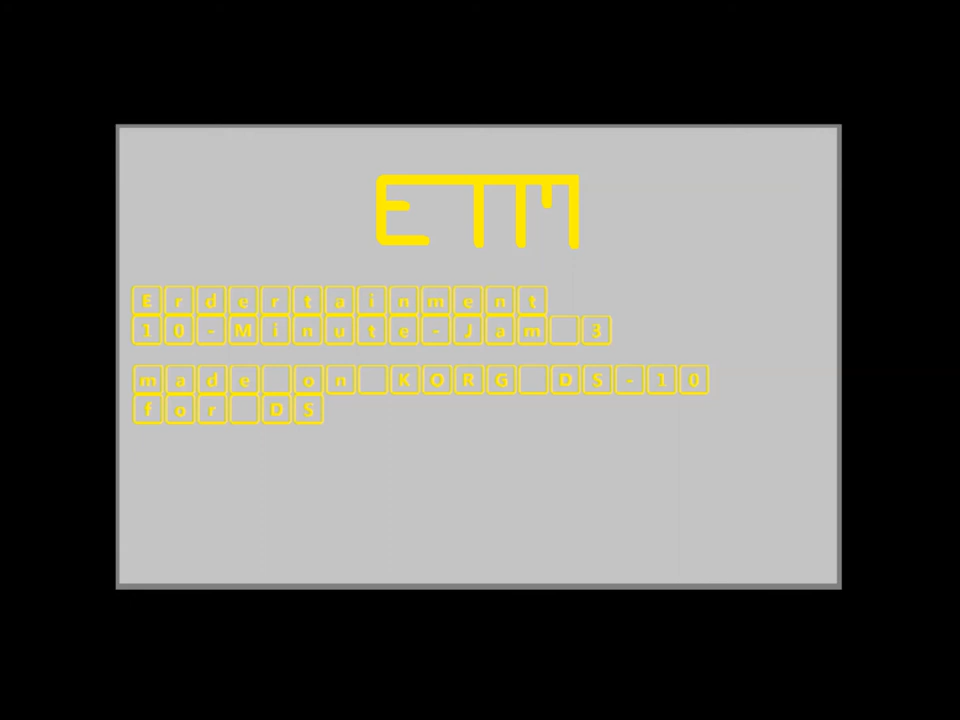 ETM
Erdertainment
10-Minute-Jam 3
made on KORG DS-10
for DS